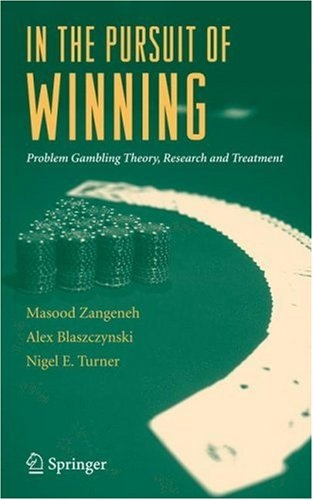 IN THE PURSUIT OF
WINNING
Problem Gambling Theory, Research and Treatment
Masood Zangeneh
Alex Blaszczynski
Nigel E. Turner
Springer